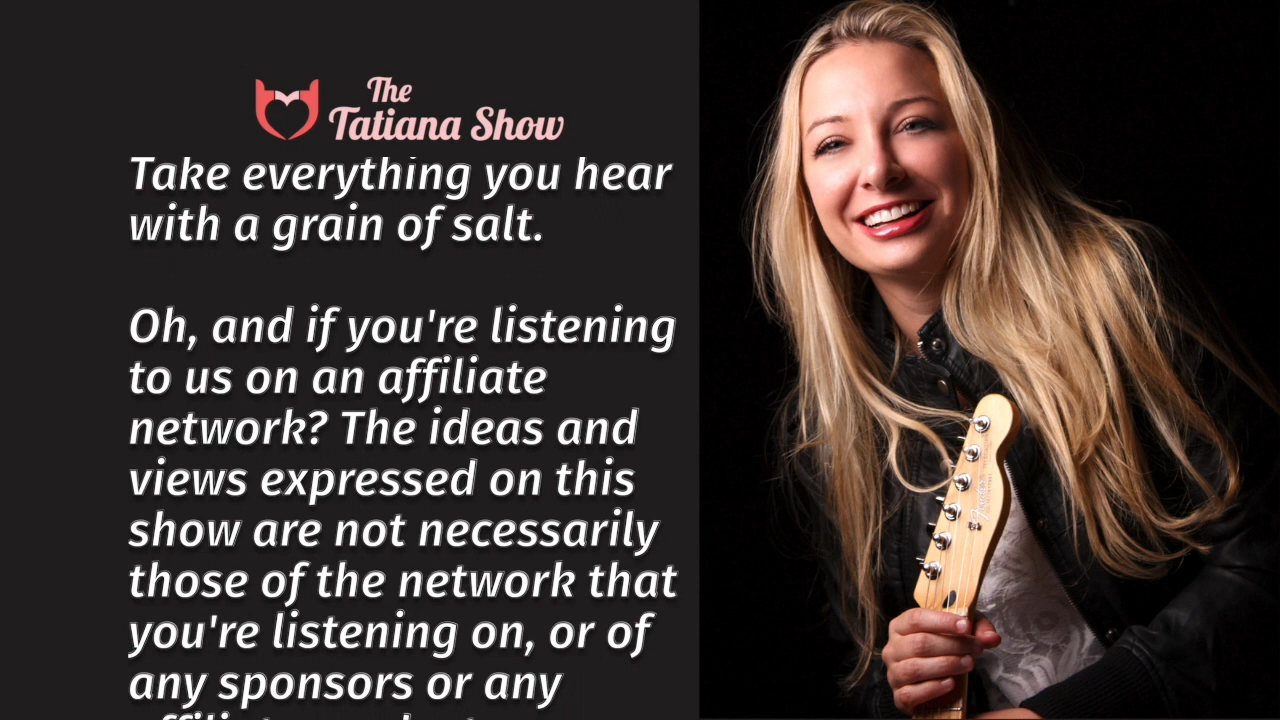 The
Tatiana Show
Take everything you hear
with a grain of salt.
Oh, and if you're listening
to us on an affiliate
network? The ideas and
views expressed on this
show are not necessarily
those of the network that
you're listening on, or of
any sponsors or any
Fender